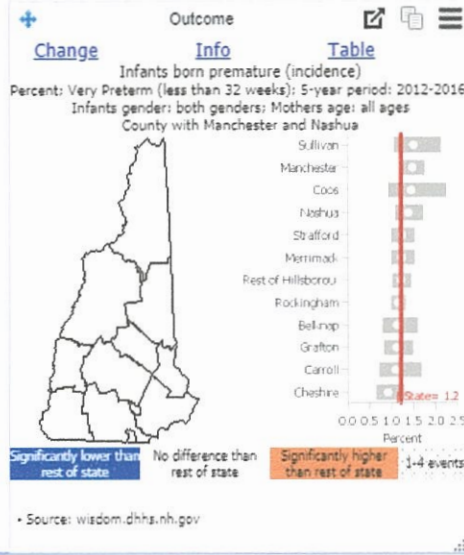 Outcome
Change Info Table
Infants born premature (incidence)
Percent: Very Preterm (less than 32 weeks); 5-year period: 2012-2016
Infants gender: both genders; Mothers age: all ages
County with Manchester and Nashua
Sullivan
Manchester
Coos
Nashua
Strafford
Merrimack
Rest of Hillsborou
Rockingham
Belknap
Grafton
Carroll
Cheshire
State= 1.2
0.0 0.5 1.0 1.5 2.0 2.5
Percent
Significantly lower than rest of state
No difference than rest of state
Significantly higher than rest of state
1-4 events
• Source: wisdom.dhhs.nh.gov